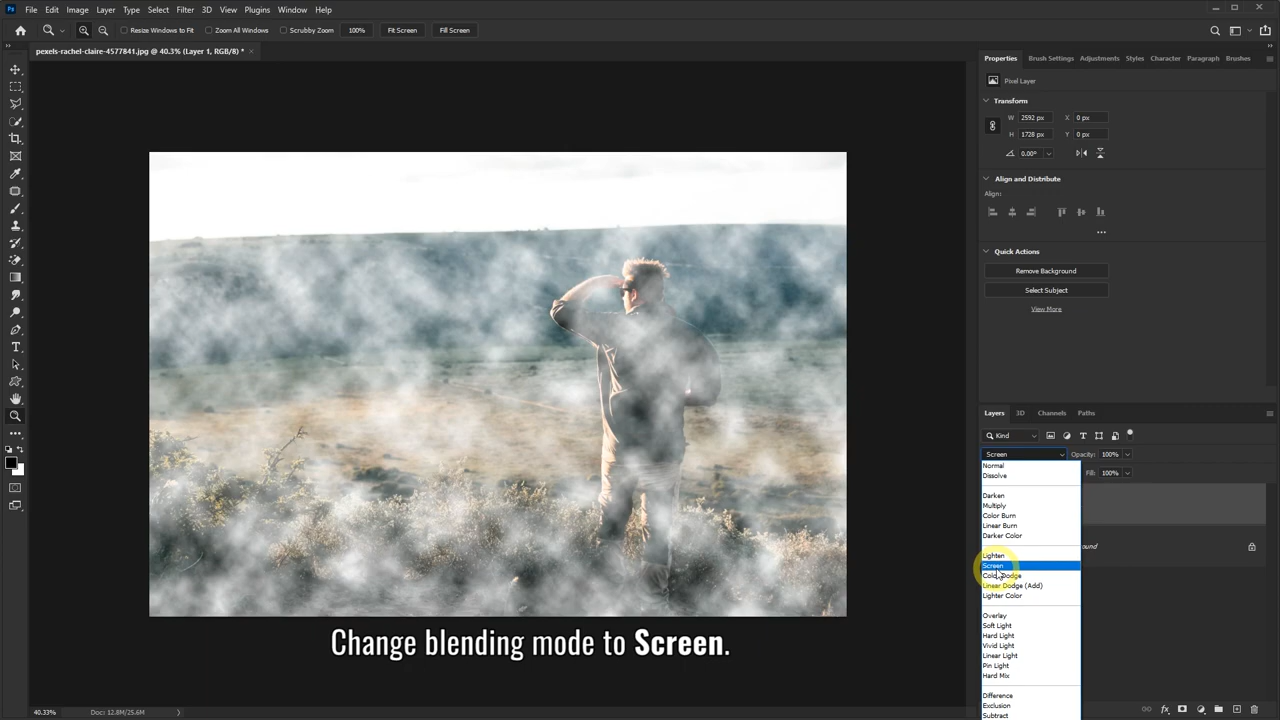 Ps File Edit Image Layer Type Select Filter 3D View Plugins Window Help
Resize Windows to Fit Zoom All Windows Scrubby Zoom 100% Fit Screen Fill Screen
pexels-rachel-claire-4577841.jpg @ 40.3% (Layer 1, RGB/8) * ×
Properties Brush Settings Adjustments Styles Character Paragraph Brushes
Pixel Layer
Transform
W 2592 px X 0 px
H 1728 px Y 0 px
0.00°
Align and Distribute
Align:
Quick Actions
Remove Background
Select Subject
View More
Layers 3D Channels Paths
Kind
Screen Opacity: 100%
Normal Fill: 100%
Dissolve
Darken
Multiply
Color Burn
Linear Burn
Darker Color
ound
Lighten
Screen
Color Dodge
Linear Dodge (Add)
Lighter Color
Overlay
Soft Light
Hard Light
Vivid Light
Linear Light
Pin Light
Hard Mix
Difference
Exclusion
Subtract
Change blending mode to Screen.
40.33% Doc: 12.8M/25.6M